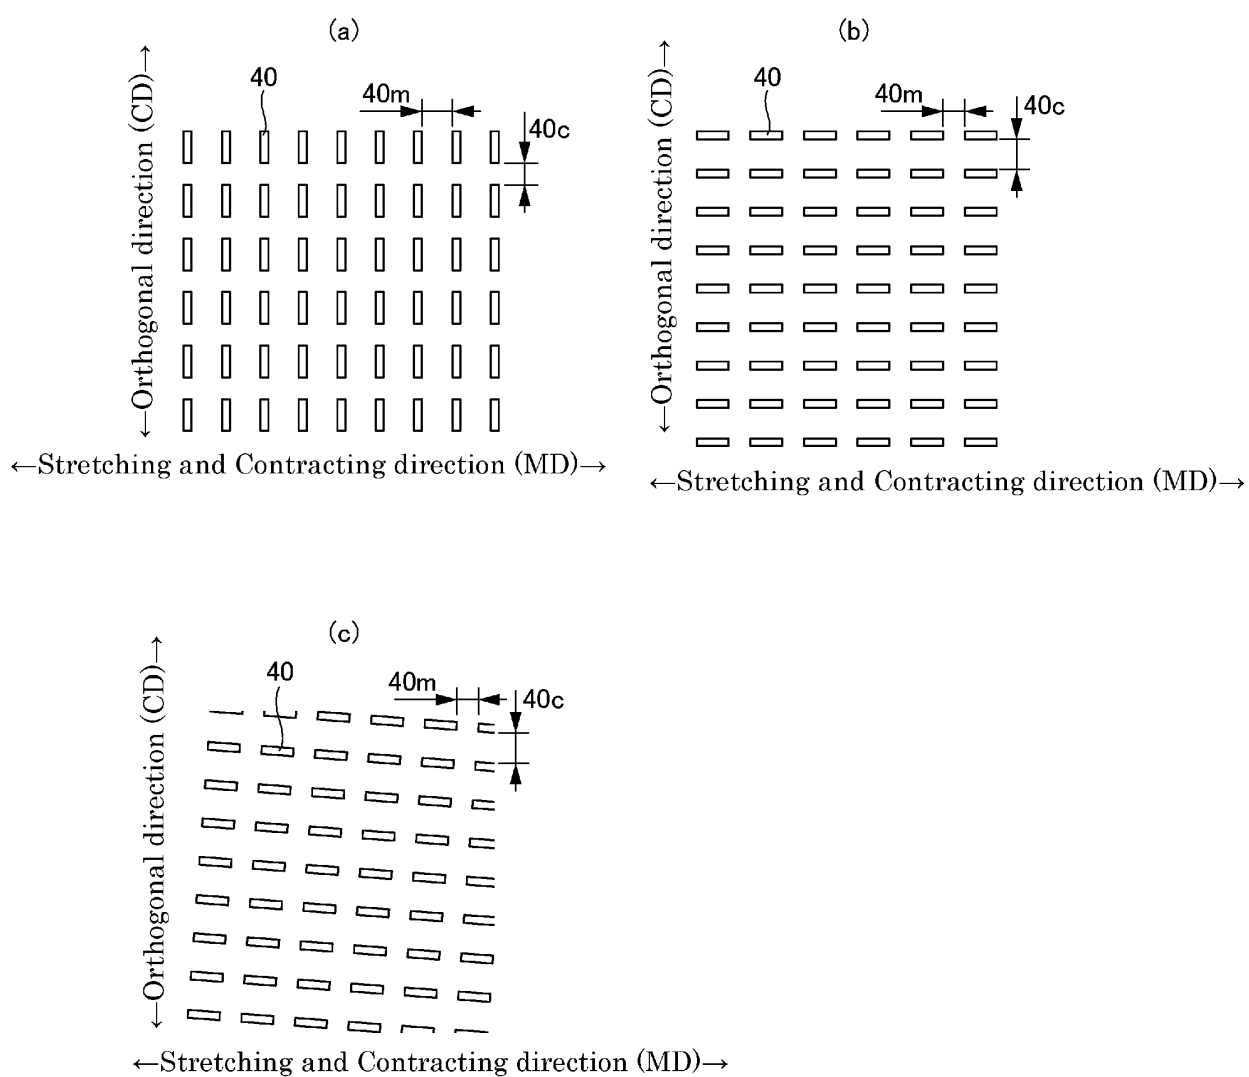 (a)
40
40m
40c
←Orthogonal direction (CD)→
←Stretching and Contracting direction (MD)→
(b)
40
40m
40c
←Orthogonal direction (CD)→
←Stretching and Contracting direction (MD)→
(c)
40
40m
40c
←Orthogonal direction (CD)→
←Stretching and Contracting direction (MD)→